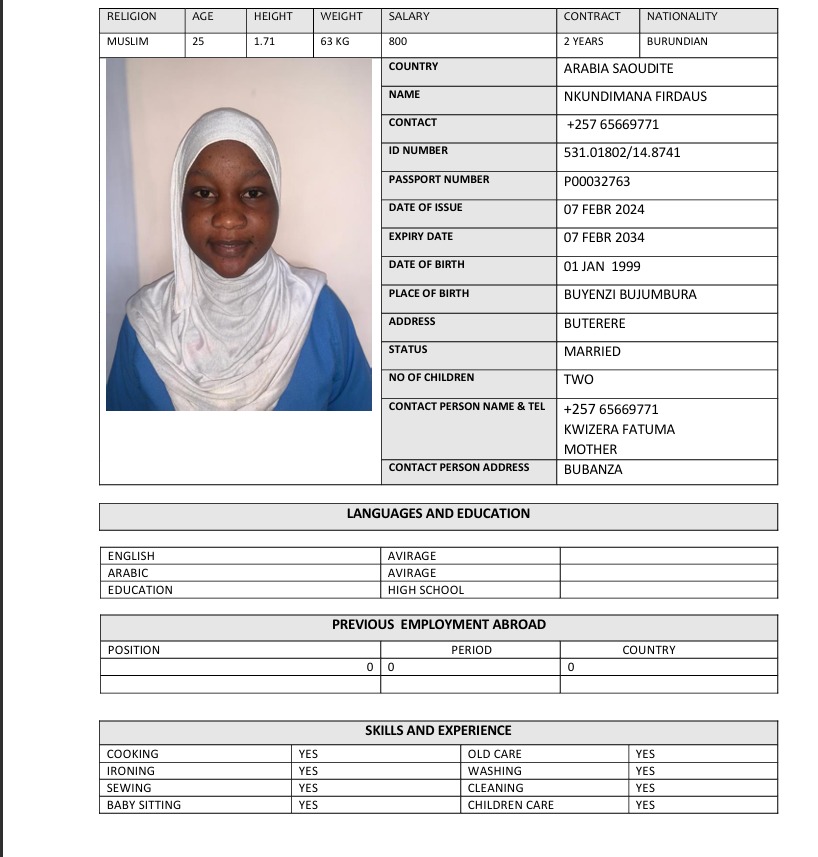 RELIGION AGE HEIGHT WEIGHT SALARY CONTRACT NATIONALITY
MUSLIM 25 1.71 63 KG 800 2 YEARS BURUNDIAN
COUNTRY ARABIA SAOUDITE
NAME NKUNDIMANA FIRDAUS
CONTACT +257 65669771
ID NUMBER 531.01802/14.8741
PASSPORT NUMBER P00032763
DATE OF ISSUE 07 FEBR 2024
EXPIRY DATE 07 FEBR 2034
DATE OF BIRTH 01 JAN 1999
PLACE OF BIRTH BUYENZI BUJUMBURA
ADDRESS BUTERERE
STATUS MARRIED
NO OF CHILDREN TWO
CONTACT PERSON NAME & TEL +257 65669771
KWIZERA FATUMA
MOTHER
CONTACT PERSON ADDRESS BUBANZA
LANGUAGES AND EDUCATION
ENGLISH AVIRAGE
ARABIC AVIRAGE
EDUCATION HIGH SCHOOL
PREVIOUS EMPLOYMENT ABROAD
POSITION PERIOD COUNTRY
0 0 0
SKILLS AND EXPERIENCE
COOKING YES OLD CARE YES
IRONING YES WASHING YES
SEWING YES CLEANING YES
BABY SITTING YES CHILDREN CARE YES